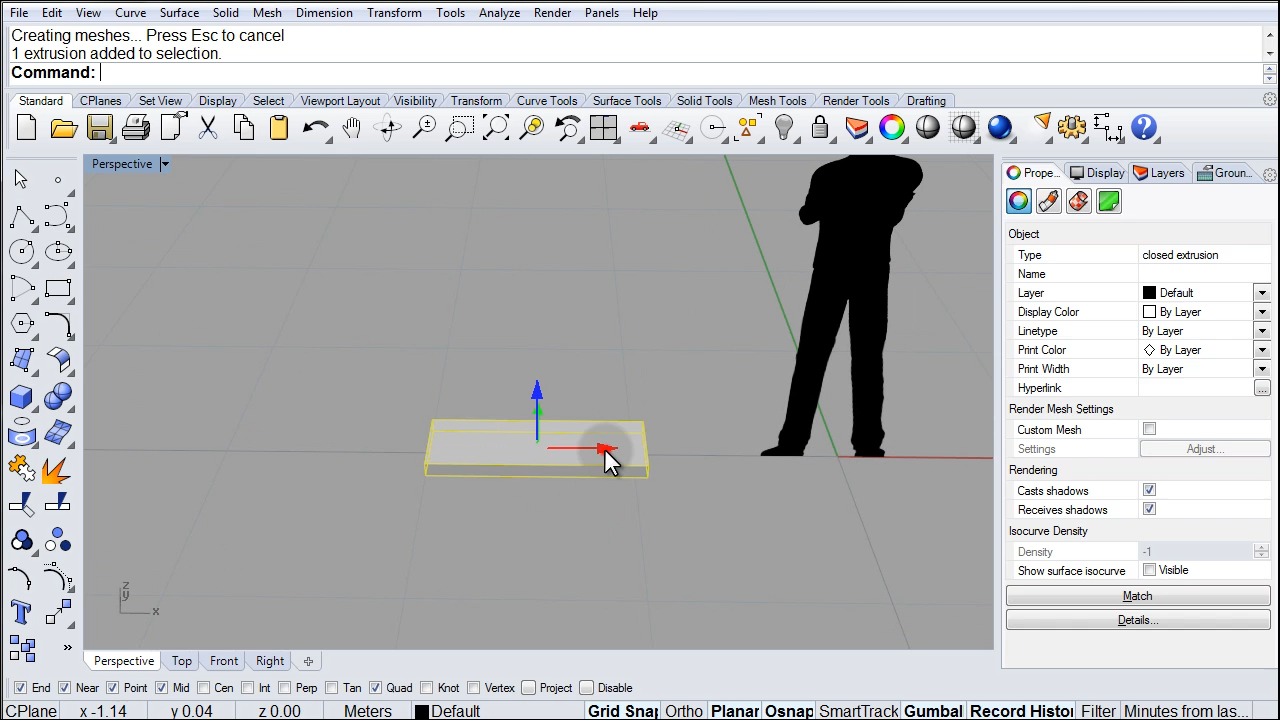 File Edit View Curve Surface Solid Mesh Dimension Transform Tools Analyze Render Panels Help
Creating meshes... Press Esc to cancel
1 extrusion added to selection.
Command:
Standard CPlanes Set View Display Select Viewport Layout Visibility Transform Curve Tools Surface Tools Solid Tools Mesh Tools Render Tools Drafting
Perspective
Prope... Display Layers Groun...
Object
Type closed extrusion
Name
Layer Default
Display Color By Layer
Linetype By Layer
Print Color By Layer
Print Width By Layer
Hyperlink ...
Render Mesh Settings
Custom Mesh
Settings Adjust...
Rendering
Casts shadows
Receives shadows
Isocurve Density
Density -1
Show surface isocurve Visible
Match
Details...
z
y
x
Perspective Top Front Right
End Near Point Mid Cen Int Perp Tan Quad Knot Vertex Project Disable
CPlane x -1.14 y 0.04 z 0.00 Meters Default Grid Snap Ortho Planar Osnap SmartTrack Gumbal Record Histo Filter Minutes from las...